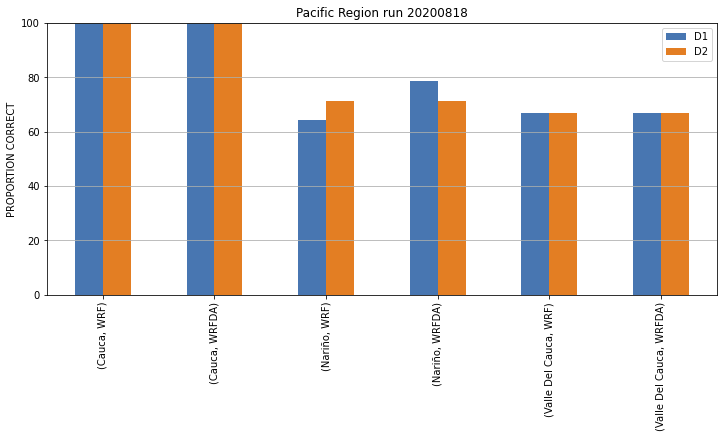 Pacific Region run 20200818
D1
D2
PROPORTION CORRECT
100
80
60
40
20
0
(Cauca, WRF)
(Cauca, WRFDA)
(Nariño, WRF)
(Nariño, WRFDA)
(Valle Del Cauca, WRF)
(Valle Del Cauca, WRFDA)